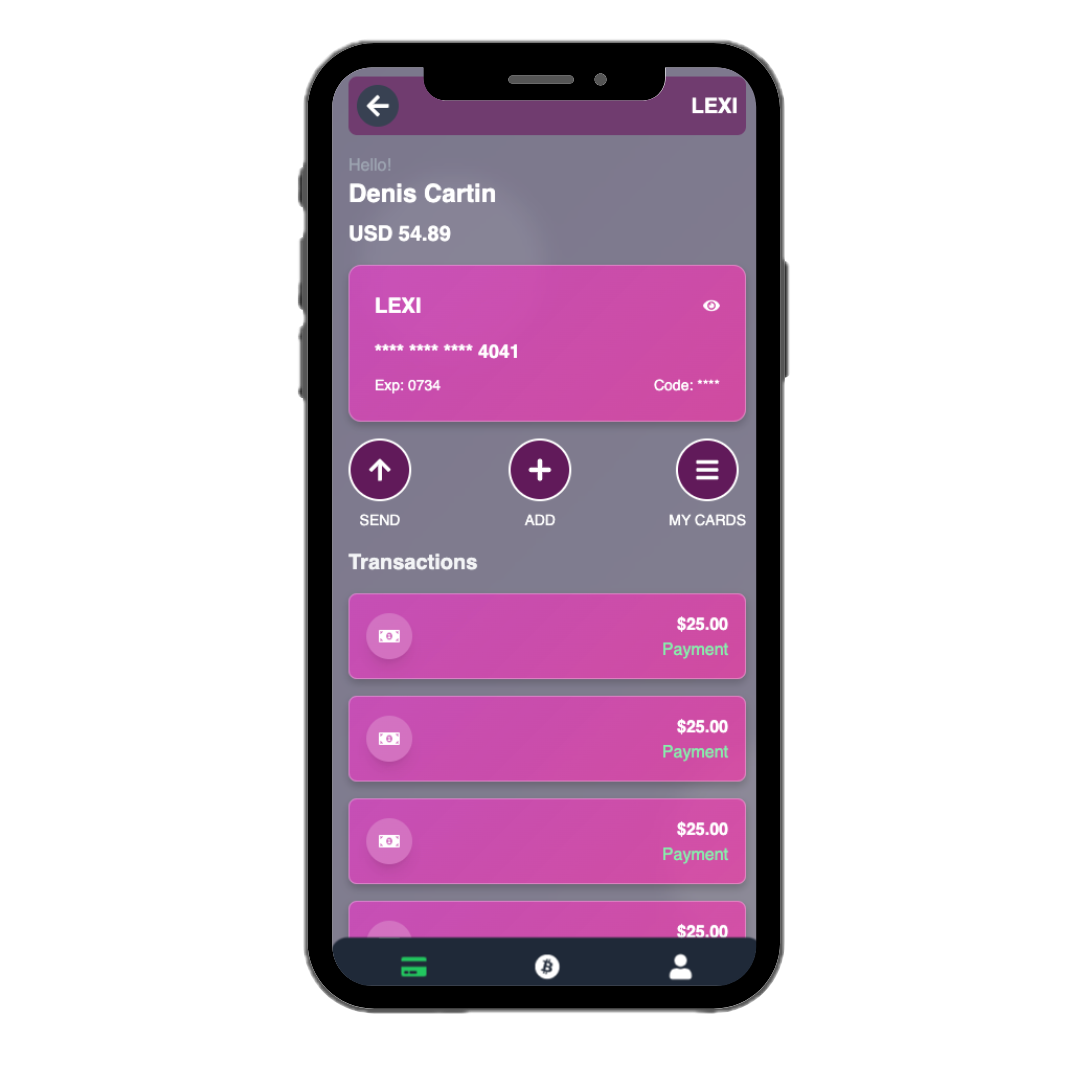 LEXI
Hello!
Denis Cartin
USD 54.89
LEXI
**** **** **** 4041
Exp: 0734 Code: ****
SEND ADD MY CARDS
Transactions
$25.00
Payment
$25.00
Payment
$25.00
Payment
$25.00